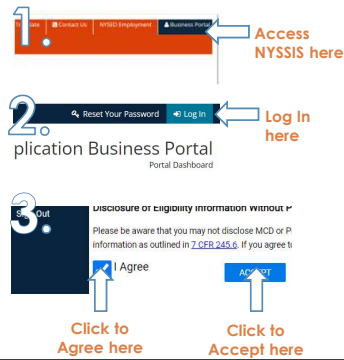 1.
Contact Us
NYSED Employment
Business Portal
Access
NYSSIS here
2.
Reset Your Password
Log In
Log In
here
plication Business Portal
Portal Dashboard
3.
Out
Disclosure of Eligibility Information Without P
Please be aware that you may not disclose MCD or P
information as outlined in 7 CFR 245.6. If you agree to
I Agree
ACCEPT
Click to
Agree here
Click to
Accept here